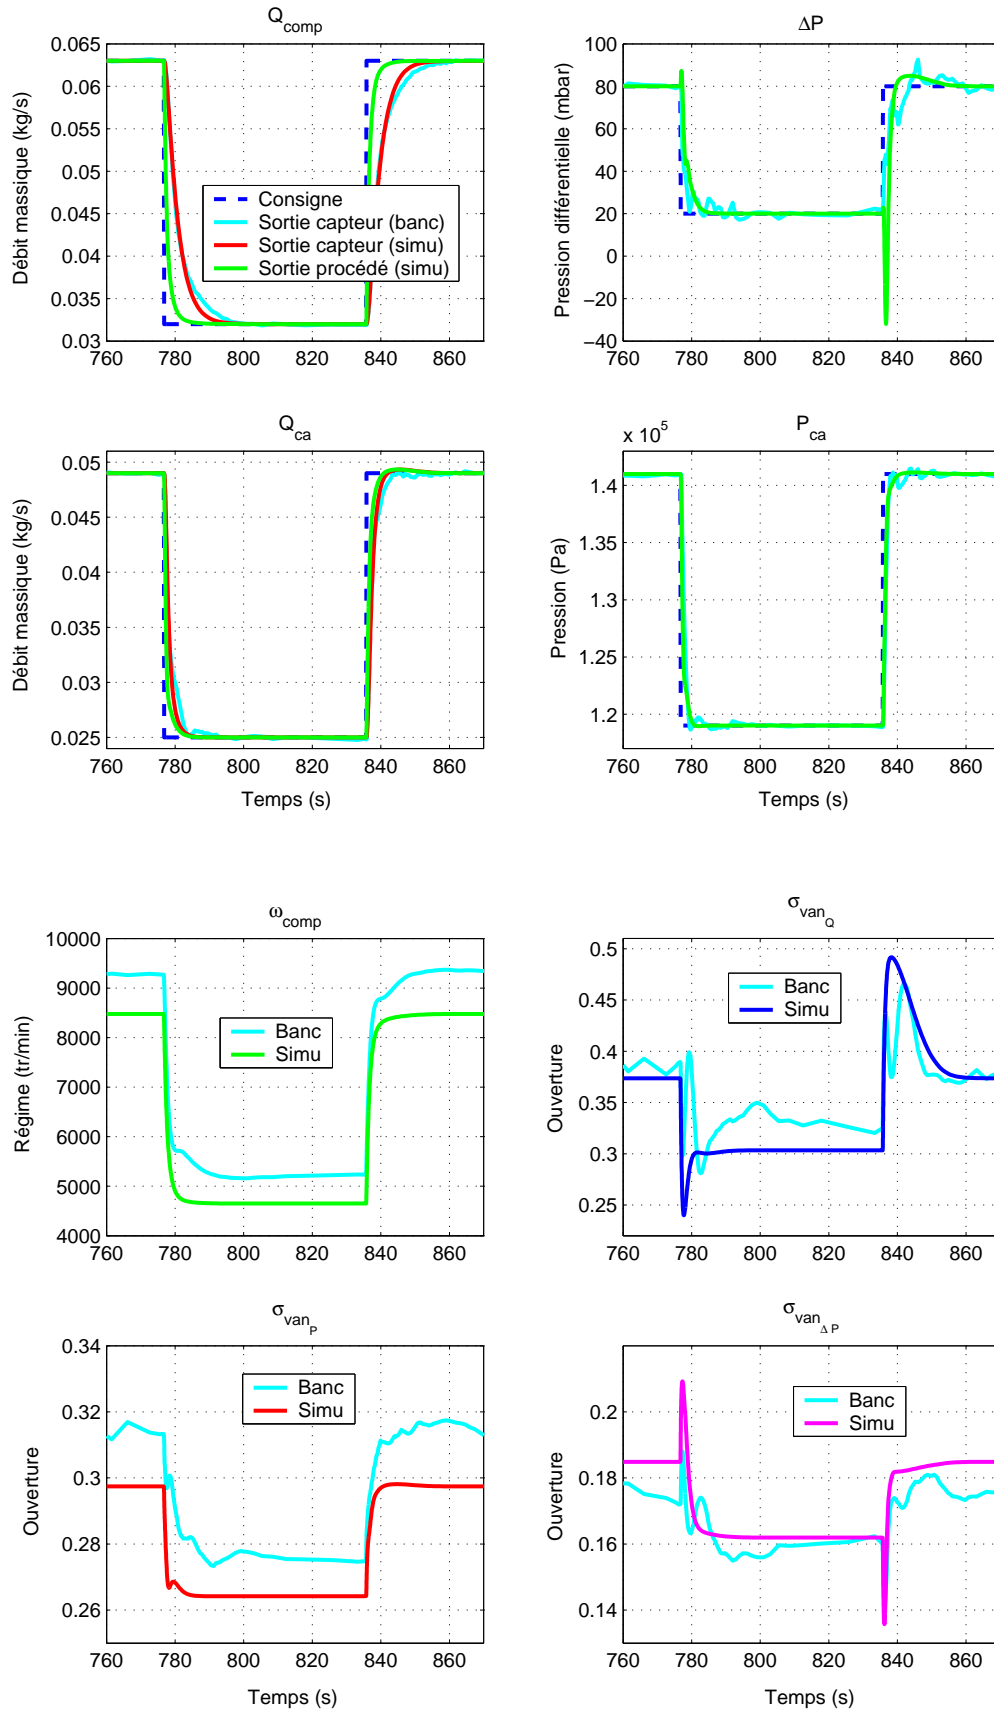 Q_comp
Débit massique (kg/s)
0.065
0.06
0.055
0.05
0.045
0.04
0.035
0.03
760 780 800 820 840 860
Consigne
Sortie capteur (banc)
Sortie capteur (simu)
Sortie procédé (simu)
ΔP
Pression différentielle (mbar)
100
80
60
40
20
0
−20
−40
760 780 800 820 840 860
Q_ca
Débit massique (kg/s)
0.05
0.045
0.04
0.035
0.03
0.025
760 780 800 820 840 860
Temps (s)
P_ca
x 10^5
Pression (Pa)
1.4
1.35
1.3
1.25
1.2
760 780 800 820 840 860
Temps (s)
ω_comp
Régime (tr/min)
10000
9000
8000
7000
6000
5000
4000
760 780 800 820 840 860
Banc
Simu
σ_van_Q
Ouverture
0.5
0.45
0.4
0.35
0.3
0.25
760 780 800 820 840 860
Banc
Simu
σ_van_P
Ouverture
0.34
0.32
0.3
0.28
0.26
760 780 800 820 840 860
Temps (s)
Banc
Simu
σ_van_ΔP
Ouverture
0.2
0.18
0.16
0.14
760 780 800 820 840 860
Temps (s)
Banc
Simu